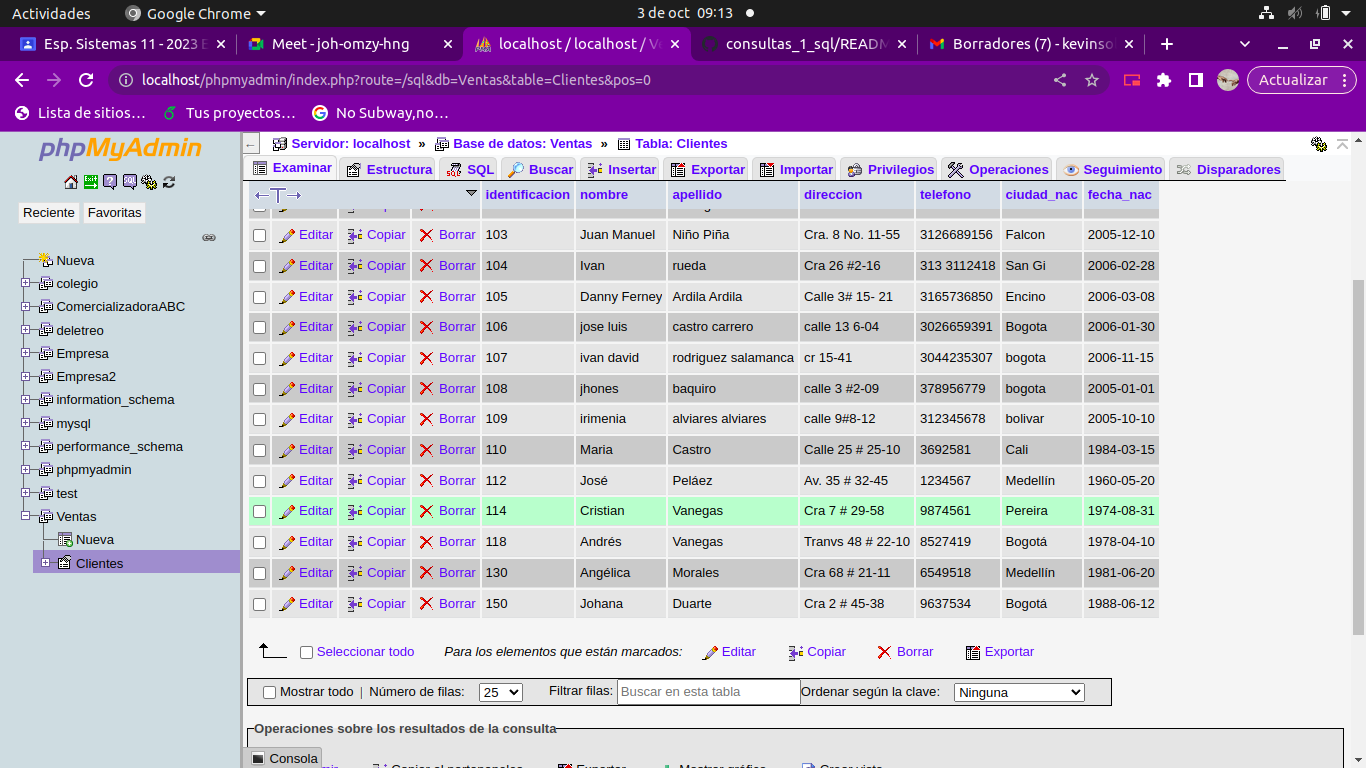 Actividades Google Chrome 3 de oct 09:13
Esp. Sistemas 11 - 2023 E Meet - joh-omzy-hng localhost / localhost / Ve consultas_1_sql/READM Borradores (7) - kevinso
localhost/phpmyadmin/index.php?route=/sql&db=Ventas&table=Clientes&pos=0 Actualizar
Lista de sitios… Tus proyectos… No Subway,no…
phpMyAdmin
Reciente Favoritas
Nueva
colegio
ComercializadoraABC
deletreo
Empresa
Empresa2
information_schema
mysql
performance_schema
phpmyadmin
test
Ventas
Nueva
Clientes
Servidor: localhost » Base de datos: Ventas » Tabla: Clientes
Examinar Estructura SQL Buscar Insertar Exportar Importar Privilegios Operaciones Seguimiento Disparadores
identificacion nombre apellido direccion telefono ciudad_nac fecha_nac
Editar Copiar Borrar 103 Juan Manuel Niño Piña Cra. 8 No. 11-55 3126689156 Falcon 2005-12-10
Editar Copiar Borrar 104 Ivan rueda Cra 26 #2-16 313 3112418 San Gi 2006-02-28
Editar Copiar Borrar 105 Danny Ferney Ardila Ardila Calle 3# 15- 21 3165736850 Encino 2006-03-08
Editar Copiar Borrar 106 jose luis castro carrero calle 13 6-04 3026659391 Bogota 2006-01-30
Editar Copiar Borrar 107 ivan david rodriguez salamanca cr 15-41 3044235307 bogota 2006-11-15
Editar Copiar Borrar 108 jhones baquiro calle 3 #2-09 378956779 bogota 2005-01-01
Editar Copiar Borrar 109 irimenia alviares alviares calle 9#8-12 312345678 bolivar 2005-10-10
Editar Copiar Borrar 110 Maria Castro Calle 25 # 25-10 3692581 Cali 1984-03-15
Editar Copiar Borrar 112 José Peláez Av. 35 # 32-45 1234567 Medellín 1960-05-20
Editar Copiar Borrar 114 Cristian Vanegas Cra 7 # 29-58 9874561 Pereira 1974-08-31
Editar Copiar Borrar 118 Andrés Vanegas Tranvs 48 # 22-10 8527419 Bogotá 1978-04-10
Editar Copiar Borrar 130 Angélica Morales Cra 68 # 21-11 6549518 Medellín 1981-06-20
Editar Copiar Borrar 150 Johana Duarte Cra 2 # 45-38 9637534 Bogotá 1988-06-12
Seleccionar todo Para los elementos que están marcados: Editar Copiar Borrar Exportar
Mostrar todo | Número de filas: 25 Filtrar filas: Buscar en esta tabla Ordenar según la clave: Ninguna
Operaciones sobre los resultados de la consulta
Consola